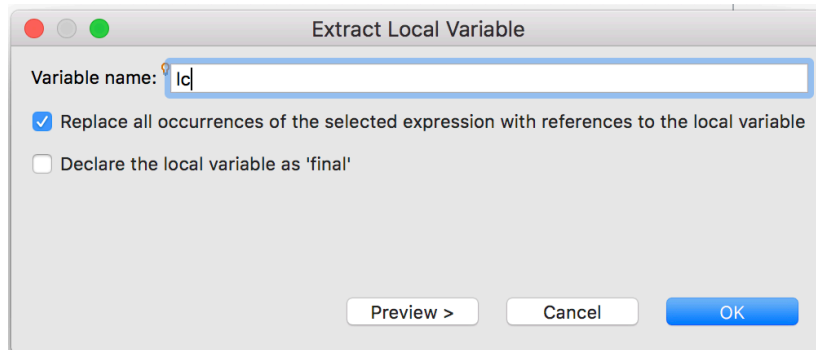 Extract Local Variable
Variable name: lc
Replace all occurrences of the selected expression with references to the local variable
Declare the local variable as 'final'
Preview > Cancel OK